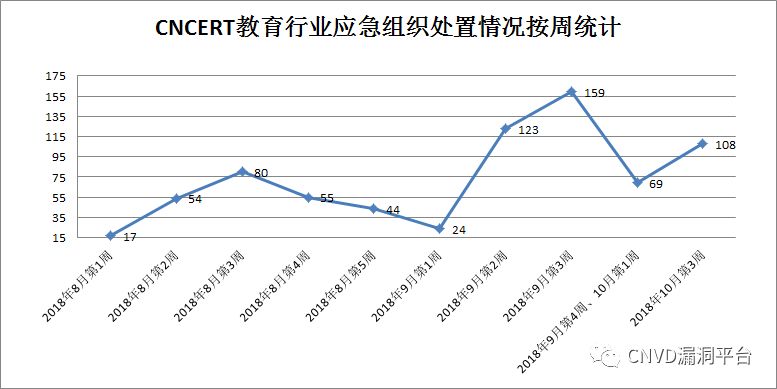 CNCERT教育行业应急组织处置情况按周统计
175
155
135
115
95
75
55
35
15
17
54
80
55
44
24
123
159
69
108
2018年8月第1周
2018年8月第2周
2018年8月第3周
2018年8月第4周
2018年8月第5周
2018年9月第1周
2018年9月第2周
2018年9月第3周
2018年9月第4周、10月第1周
2018年10月第3周
CNVD漏洞平台